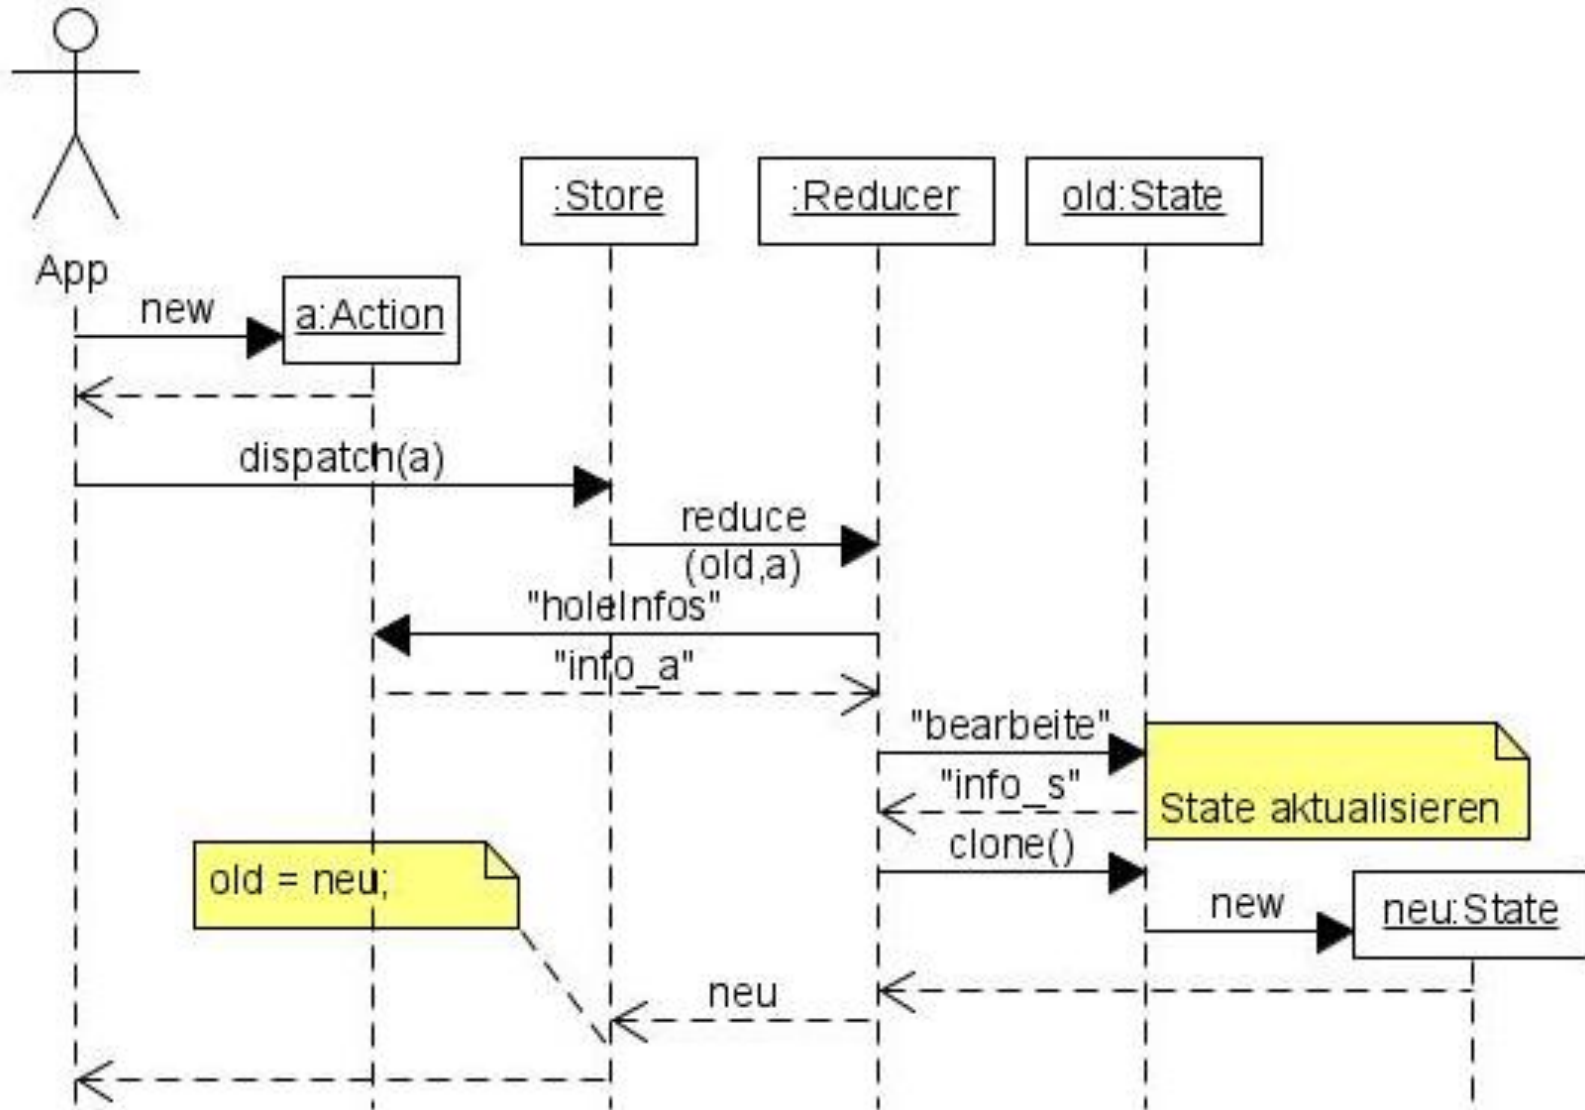 :Store
:Reducer
old:State
App
new
a:Action
dispatch(a)
reduce
(old,a)
"holeInfos"
"info_a"
"bearbeite"
"info_s"
State aktualisieren
clone()
old = neu;
new
neu:State
neu